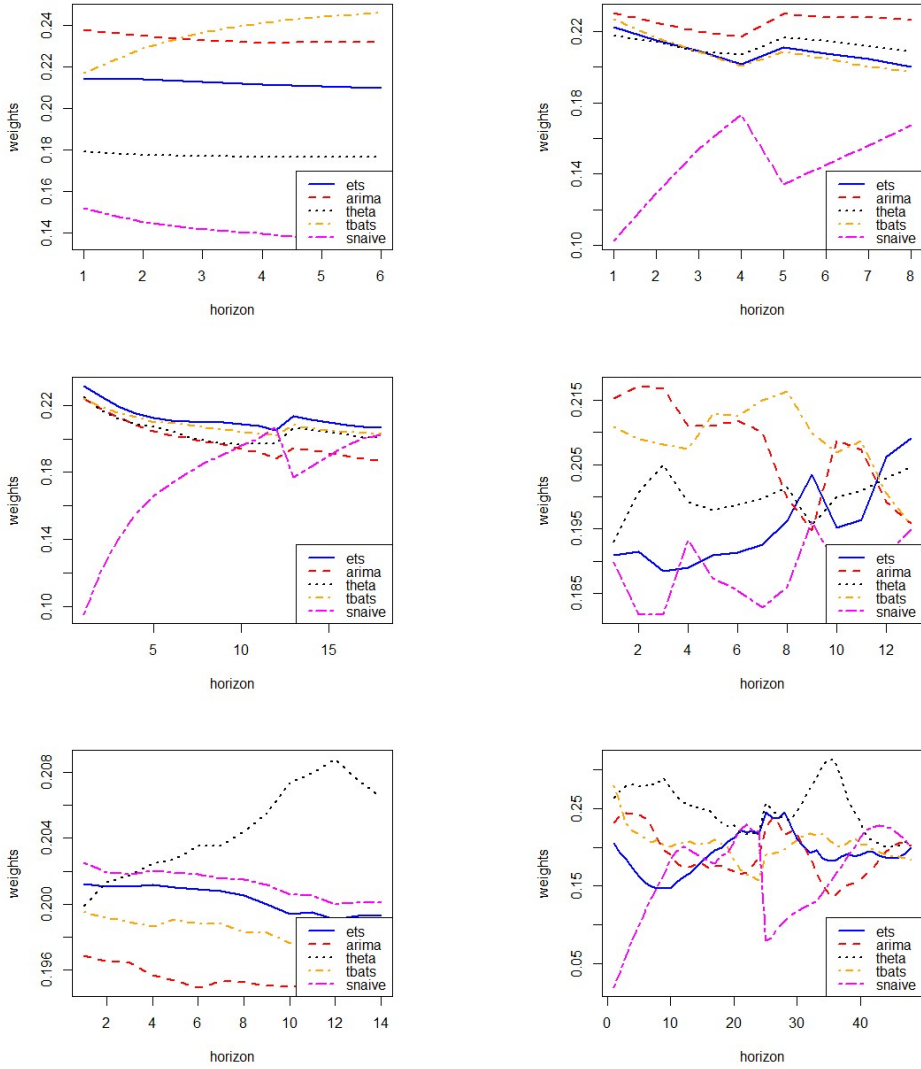 weights
0.24
0.22
0.20
0.18
0.16
0.14
ets
arima
theta
tbats
snaive
1 2 3 4 5 6
horizon
weights
0.22
0.18
0.14
0.10
ets
arima
theta
tbats
snaive
1 2 3 4 5 6 7 8
horizon
weights
0.22
0.18
0.14
0.10
ets
arima
theta
tbats
snaive
5 10 15
horizon
weights
0.215
0.205
0.195
0.185
ets
arima
theta
tbats
snaive
2 4 6 8 10 12
horizon
weights
0.208
0.204
0.200
0.196
ets
arima
theta
tbats
snaive
2 4 6 8 10 12 14
horizon
weights
0.25
0.15
0.05
ets
arima
theta
tbats
snaive
0 10 20 30 40
horizon